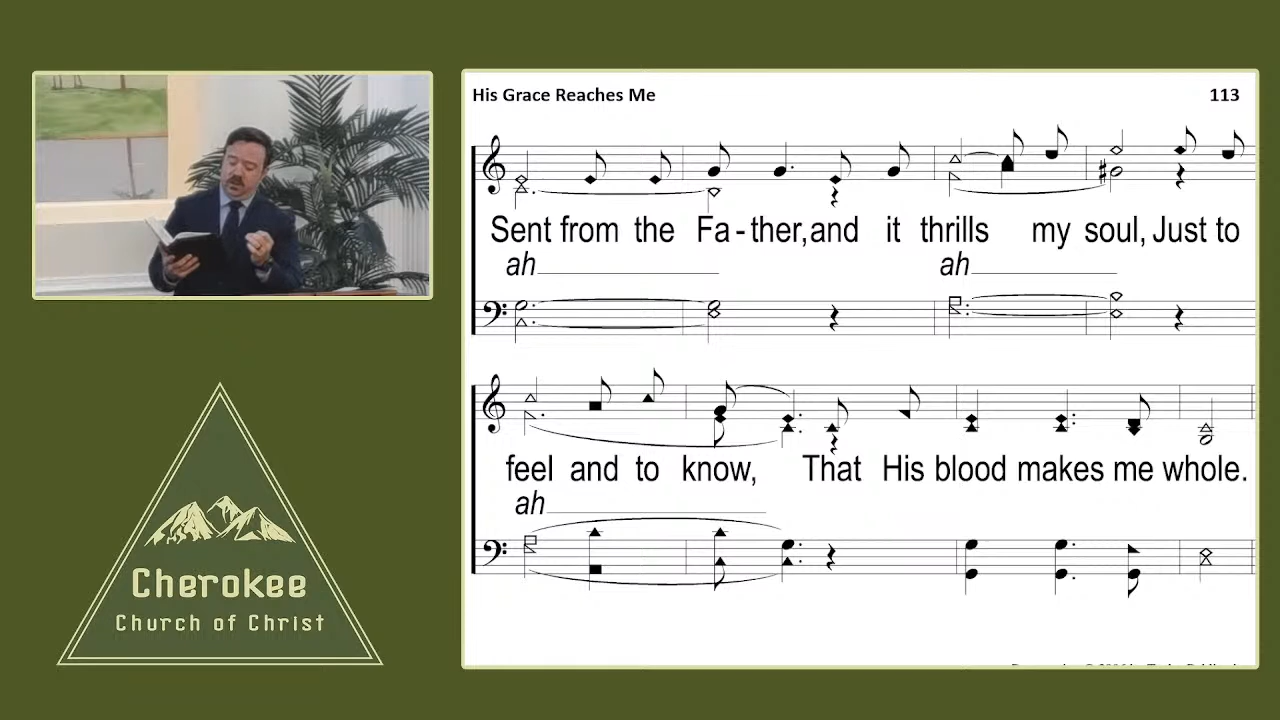 His Grace Reaches Me 113
Sent from the Fa-ther, and it thrills my soul, Just to
ah ah
feel and to know, That His blood makes me whole.
ah
Cherokee
Church of Christ